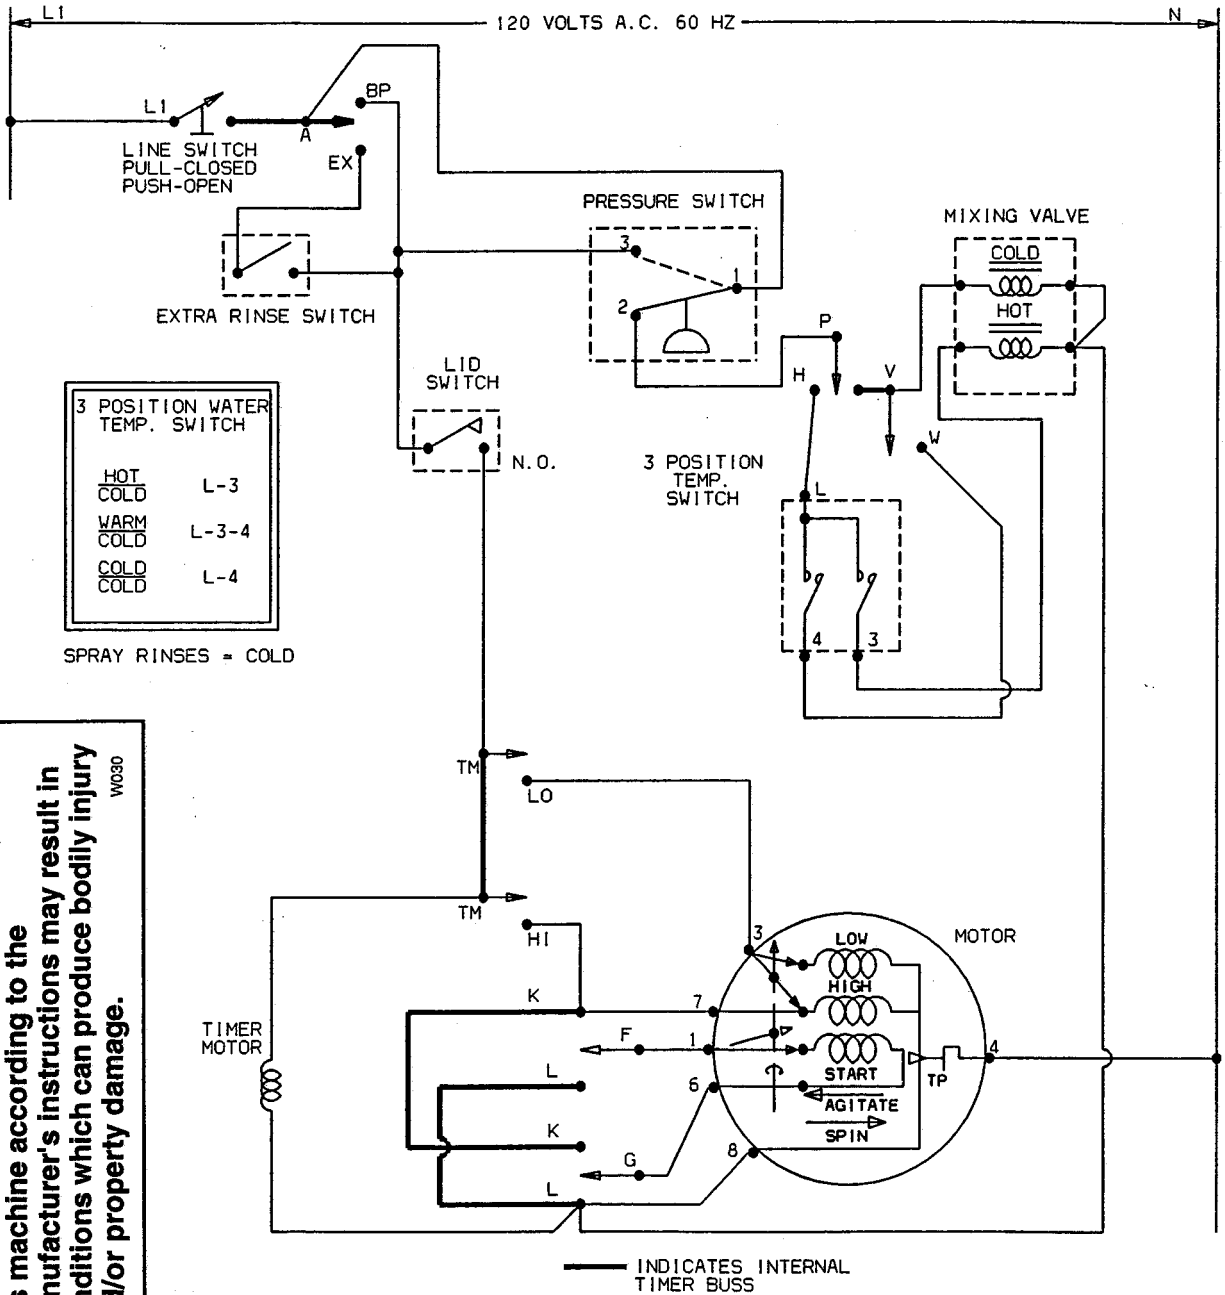 L1
120 VOLTS A.C. 60 HZ
N
L1
A
BP
EX
LINE SWITCH
PULL-CLOSED
PUSH-OPEN
EXTRA RINSE SWITCH
PRESSURE SWITCH
3
1
2
MIXING VALVE
COLD
HOT
P
H
V
W
LID
SWITCH
N.O.
3 POSITION
TEMP.
SWITCH
L
4
3
3 POSITION WATER
TEMP. SWITCH
HOT
COLD
L-3
WARM
COLD
L-3-4
COLD
COLD
L-4
SPRAY RINSES = COLD
s machine according to the
nufacturer's instructions may result in
nditions which can produce bodily injury
d/or property damage.
W030
TM
LO
TM
HI
TIMER
MOTOR
K
F
L
K
G
L
3
7
1
6
8
4
MOTOR
LOW
HIGH
START
TP
AGITATE
SPIN
INDICATES INTERNAL
TIMER BUSS